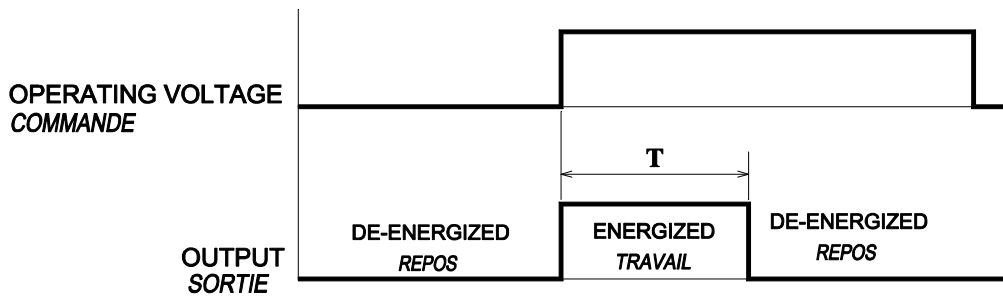 OPERATING VOLTAGE
COMMANDE
T
DE-ENERGIZED
REPOS
ENERGIZED
TRAVAIL
DE-ENERGIZED
REPOS
OUTPUT
SORTIE